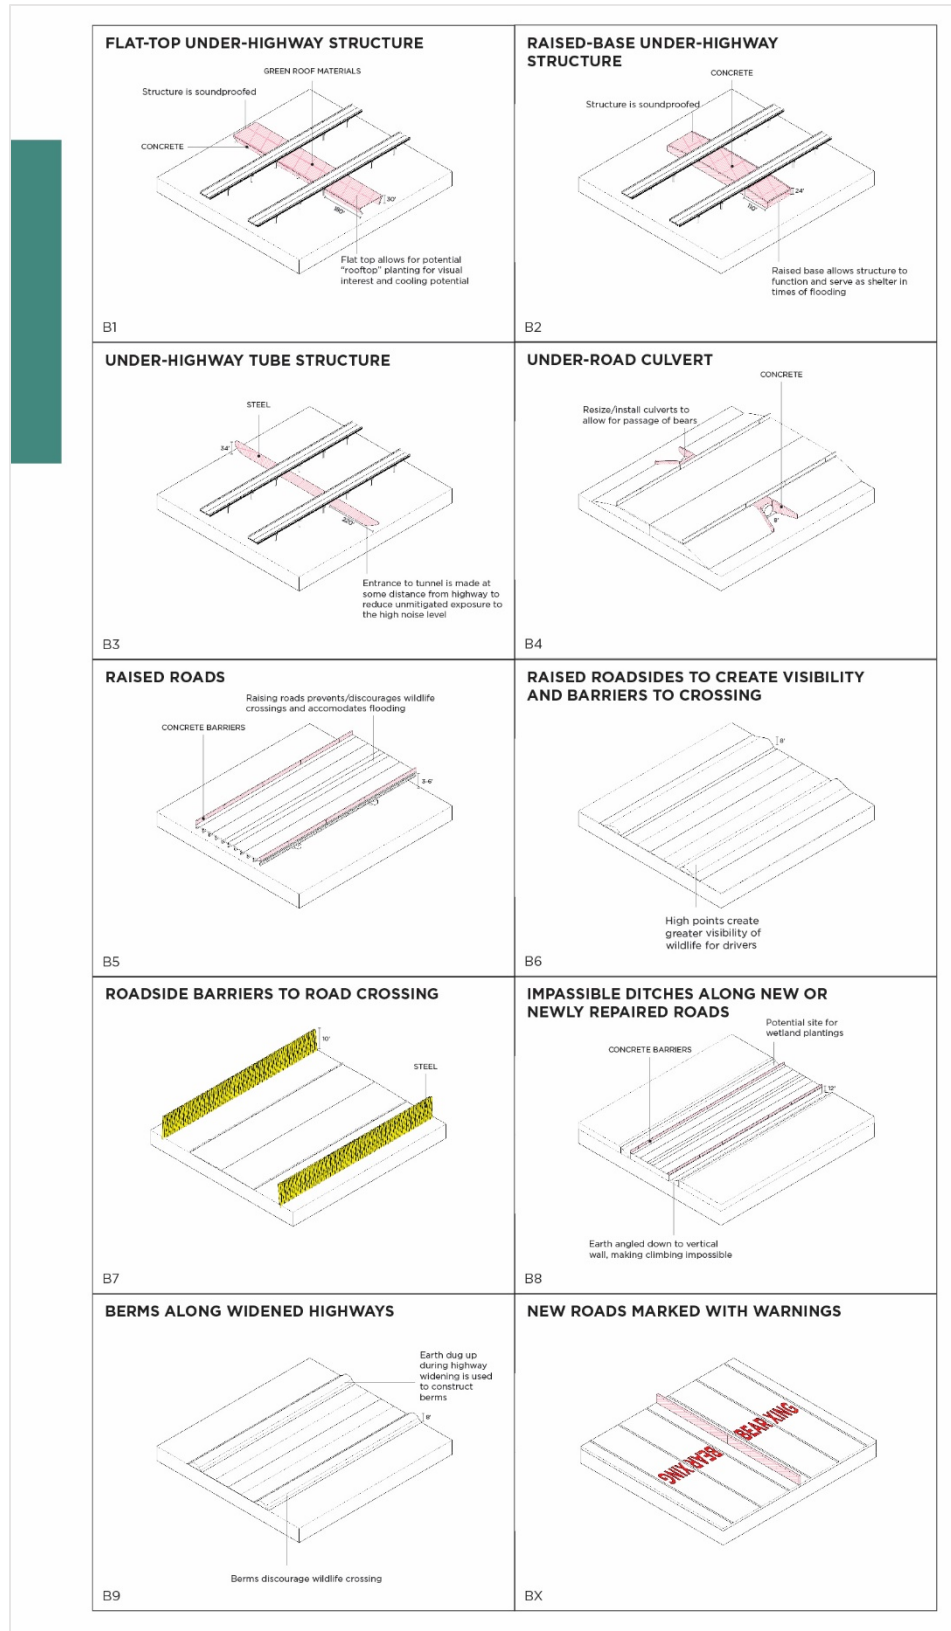 FLAT-TOP UNDER-HIGHWAY STRUCTURE
GREEN ROOF MATERIALS
Structure is soundproofed
CONCRETE
30'
180'
Flat top allows for potential
"rooftop" planting for visual
interest and cooling potential
B1
RAISED-BASE UNDER-HIGHWAY
STRUCTURE
CONCRETE
Structure is soundproofed
24'
110'
Raised base allows structure to
function and serve as shelter in
times of flooding
B2
UNDER-HIGHWAY TUBE STRUCTURE
STEEL
34'
320'
Entrance to tunnel is made at
some distance from highway to
reduce unmitigated exposure to
the high noise level
B3
UNDER-ROAD CULVERT
CONCRETE
Resize/install culverts to
allow for passage of bears
9'
B4
RAISED ROADS
Raising roads prevents/discourages wildlife
crossings and accomodates flooding
CONCRETE BARRIERS
3-6'
B5
RAISED ROADSIDES TO CREATE VISIBILITY
AND BARRIERS TO CROSSING
8'
High points create
greater visibility of
wildlife for drivers
B6
ROADSIDE BARRIERS TO ROAD CROSSING
10'
STEEL
B7
IMPASSIBLE DITCHES ALONG NEW OR
NEWLY REPAIRED ROADS
Potential site for
wetland plantings
CONCRETE BARRIERS
12'
Earth angled down to vertical
wall, making climbing impossible
B8
BERMS ALONG WIDENED HIGHWAYS
Earth dug up
during highway
widening is used
to construct
berms
8'
Berms discourage wildlife crossing
B9
NEW ROADS MARKED WITH WARNINGS
BEAR XING
BEAR XING
BX